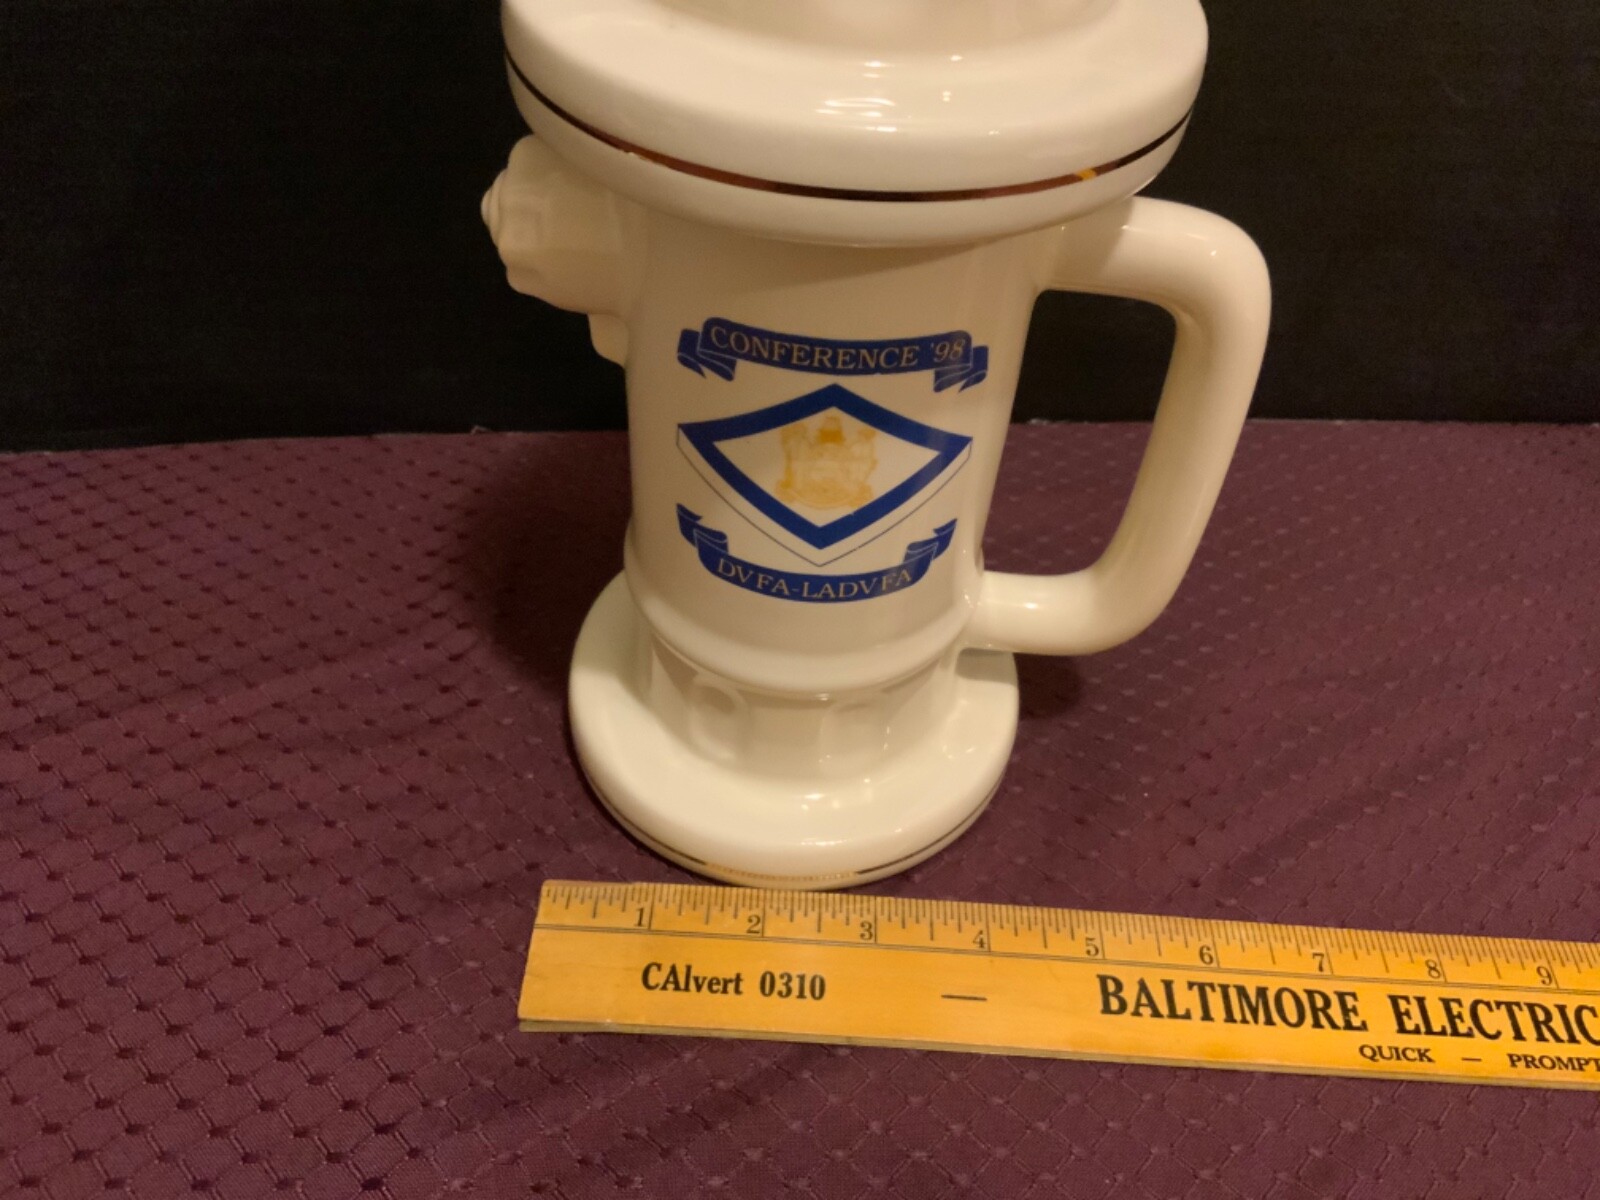 CONFERENCE '98
DVFA-LADVFA
1 2 3 4 5 6 7 8 9
CAlvert 0310 — BALTIMORE ELECTRIC
QUICK — PROMPT